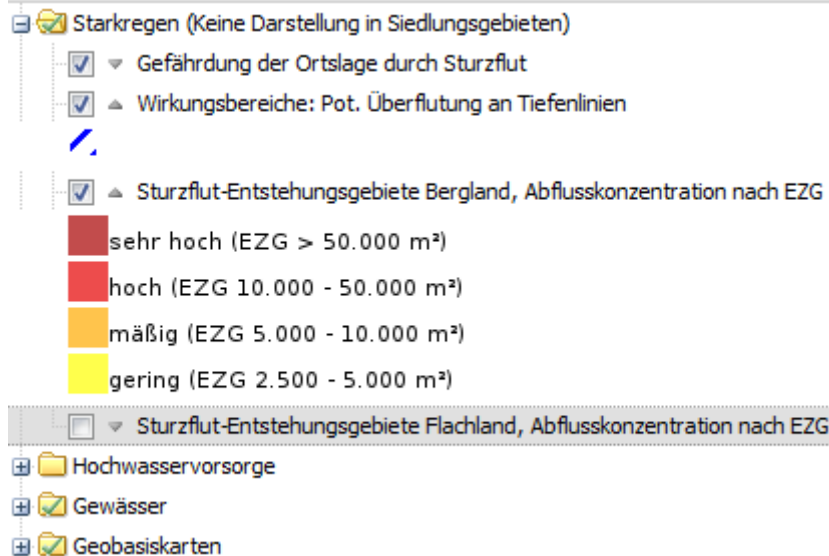 Starkregen (Keine Darstellung in Siedlungsgebieten)
Gefährdung der Ortslage durch Sturzflut
Wirkungsbereiche: Pot. Überflutung an Tiefenlinien
Sturzflut-Entstehungsgebiete Bergland, Abflusskonzentration nach EZG
sehr hoch (EZG > 50.000 m²)
hoch (EZG 10.000 - 50.000 m²)
mäßig (EZG 5.000 - 10.000 m²)
gering (EZG 2.500 - 5.000 m²)
Sturzflut-Entstehungsgebiete Flachland, Abflusskonzentration nach EZG
Hochwasservorsorge
Gewässer
Geobasiskarten